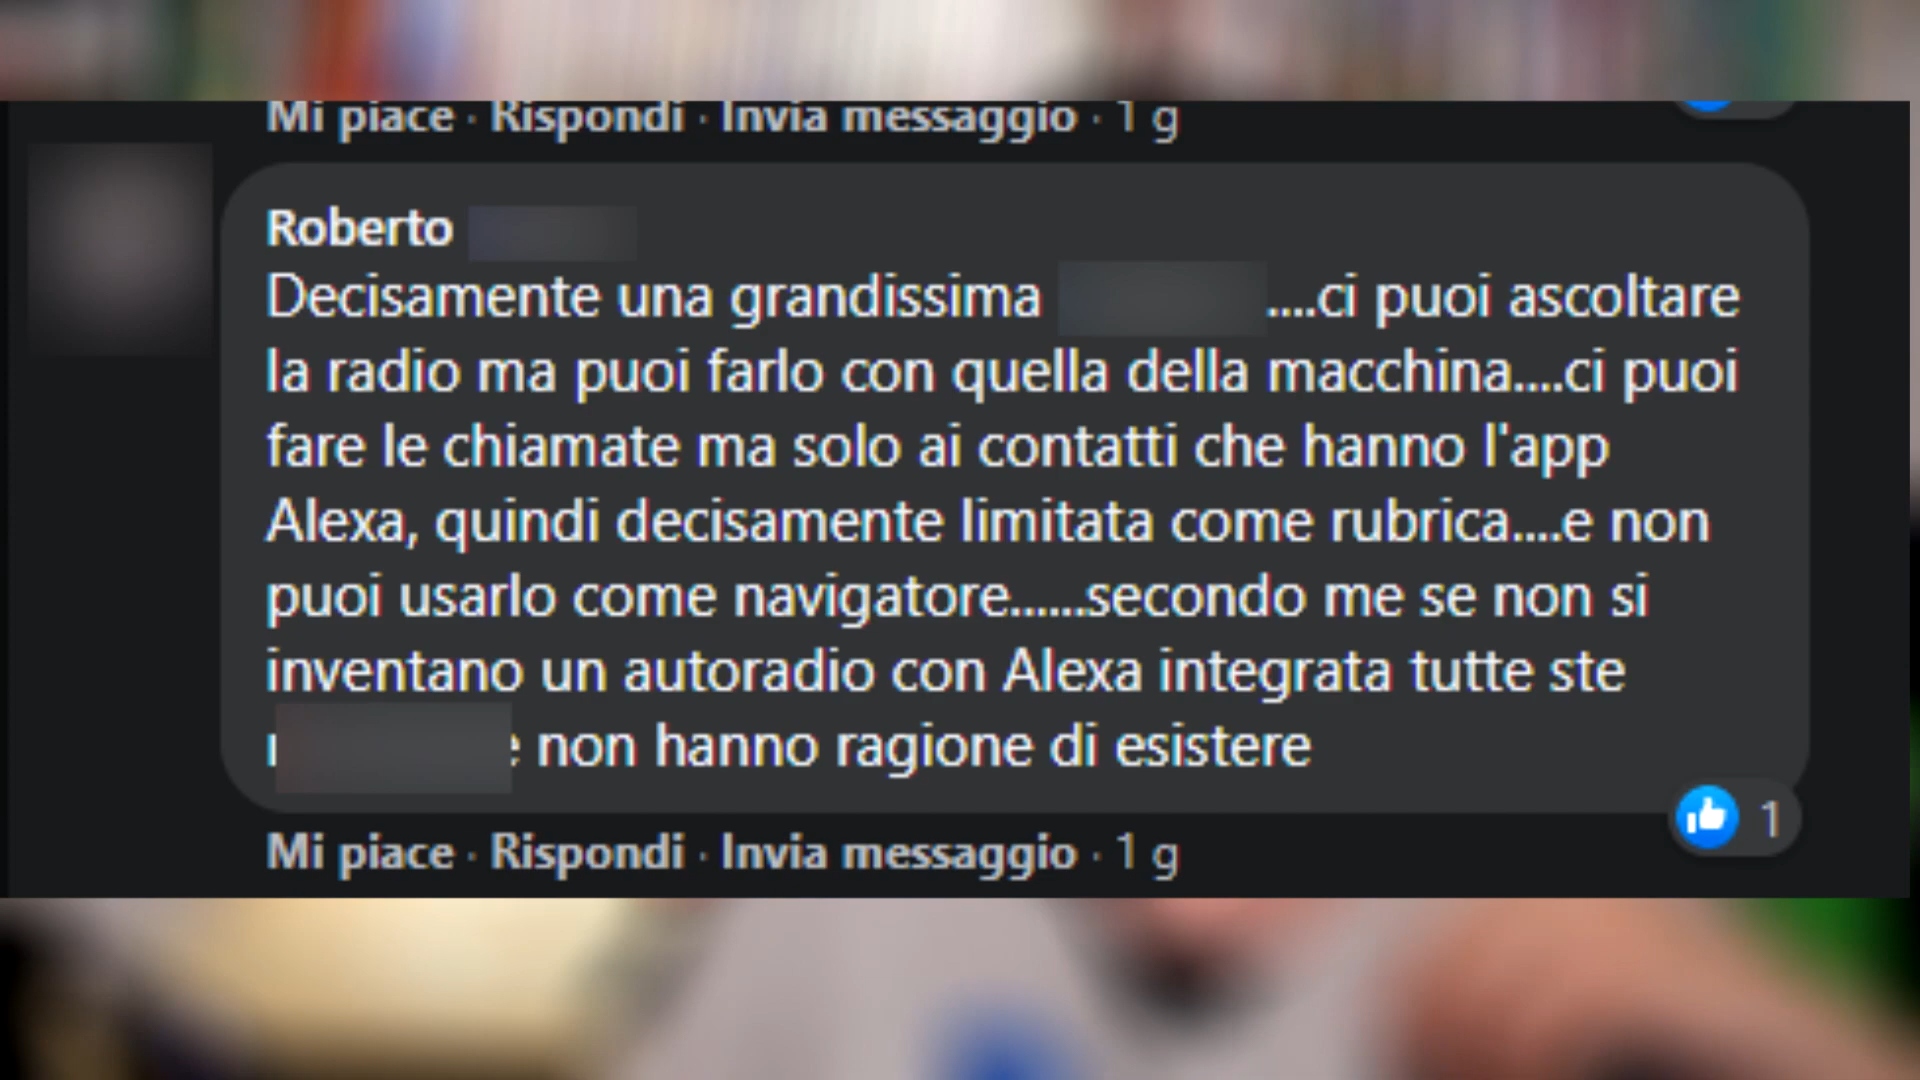 Mi piace · Rispondi · Invia messaggio · 1 g
Roberto
Decisamente una grandissima ....ci puoi ascoltare
la radio ma puoi farlo con quella della macchina....ci puoi
fare le chiamate ma solo ai contatti che hanno l'app
Alexa, quindi decisamente limitata come rubrica....e non
puoi usarlo come navigatore......secondo me se non si
inventano un autoradio con Alexa integrata tutte ste
non hanno ragione di esistere
1
Mi piace · Rispondi · Invia messaggio · 1 g